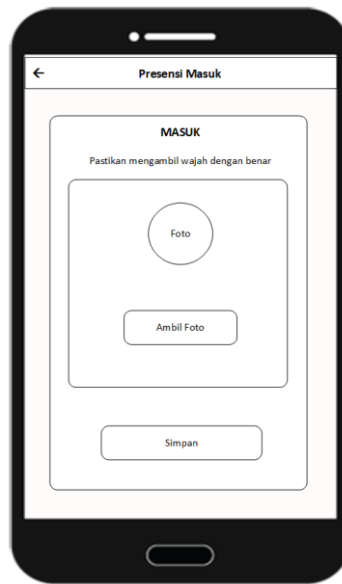 Presensi Masuk
MASUK
Pastikan mengambil wajah dengan benar
Foto
Ambil Foto
Simpan